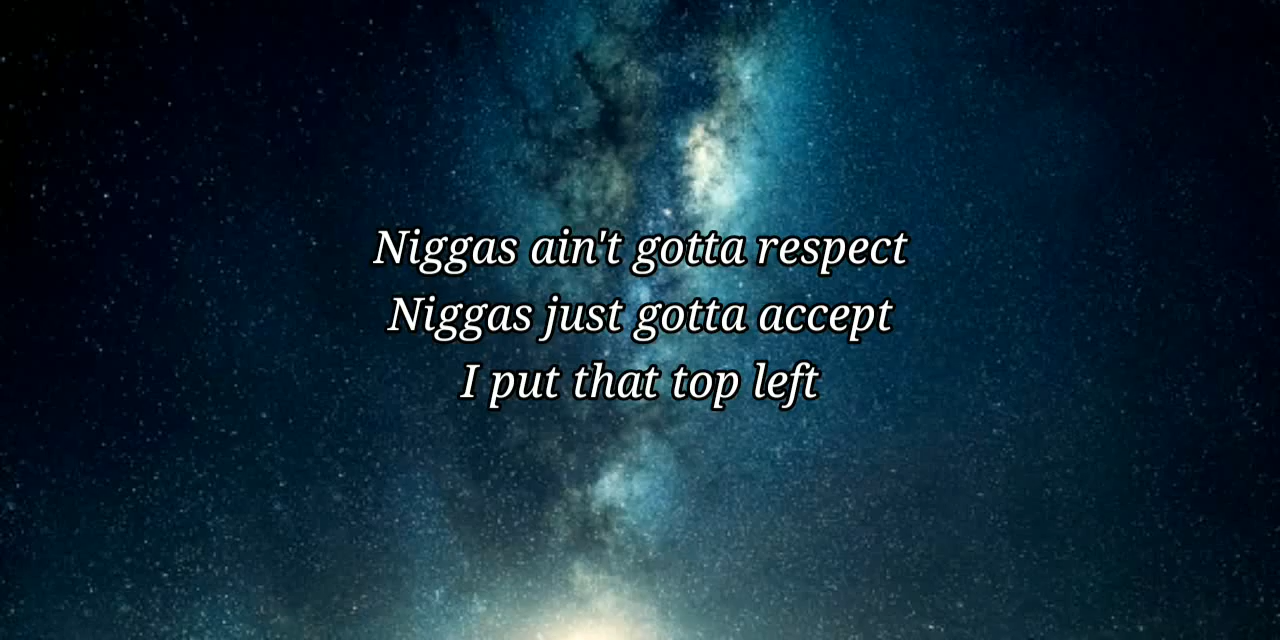 Niggas ain't gotta respect
Niggas just gotta accept
I put that top left